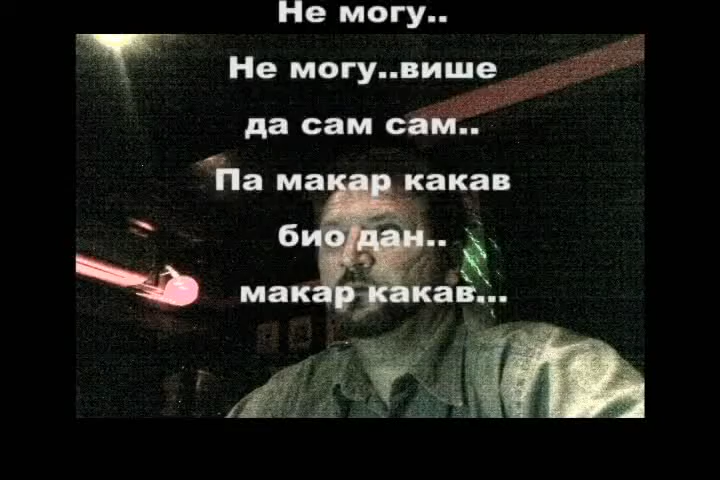 Не могу..
Не могу..више
да сам сам..
Па макар какав
био дан..
макар какав...